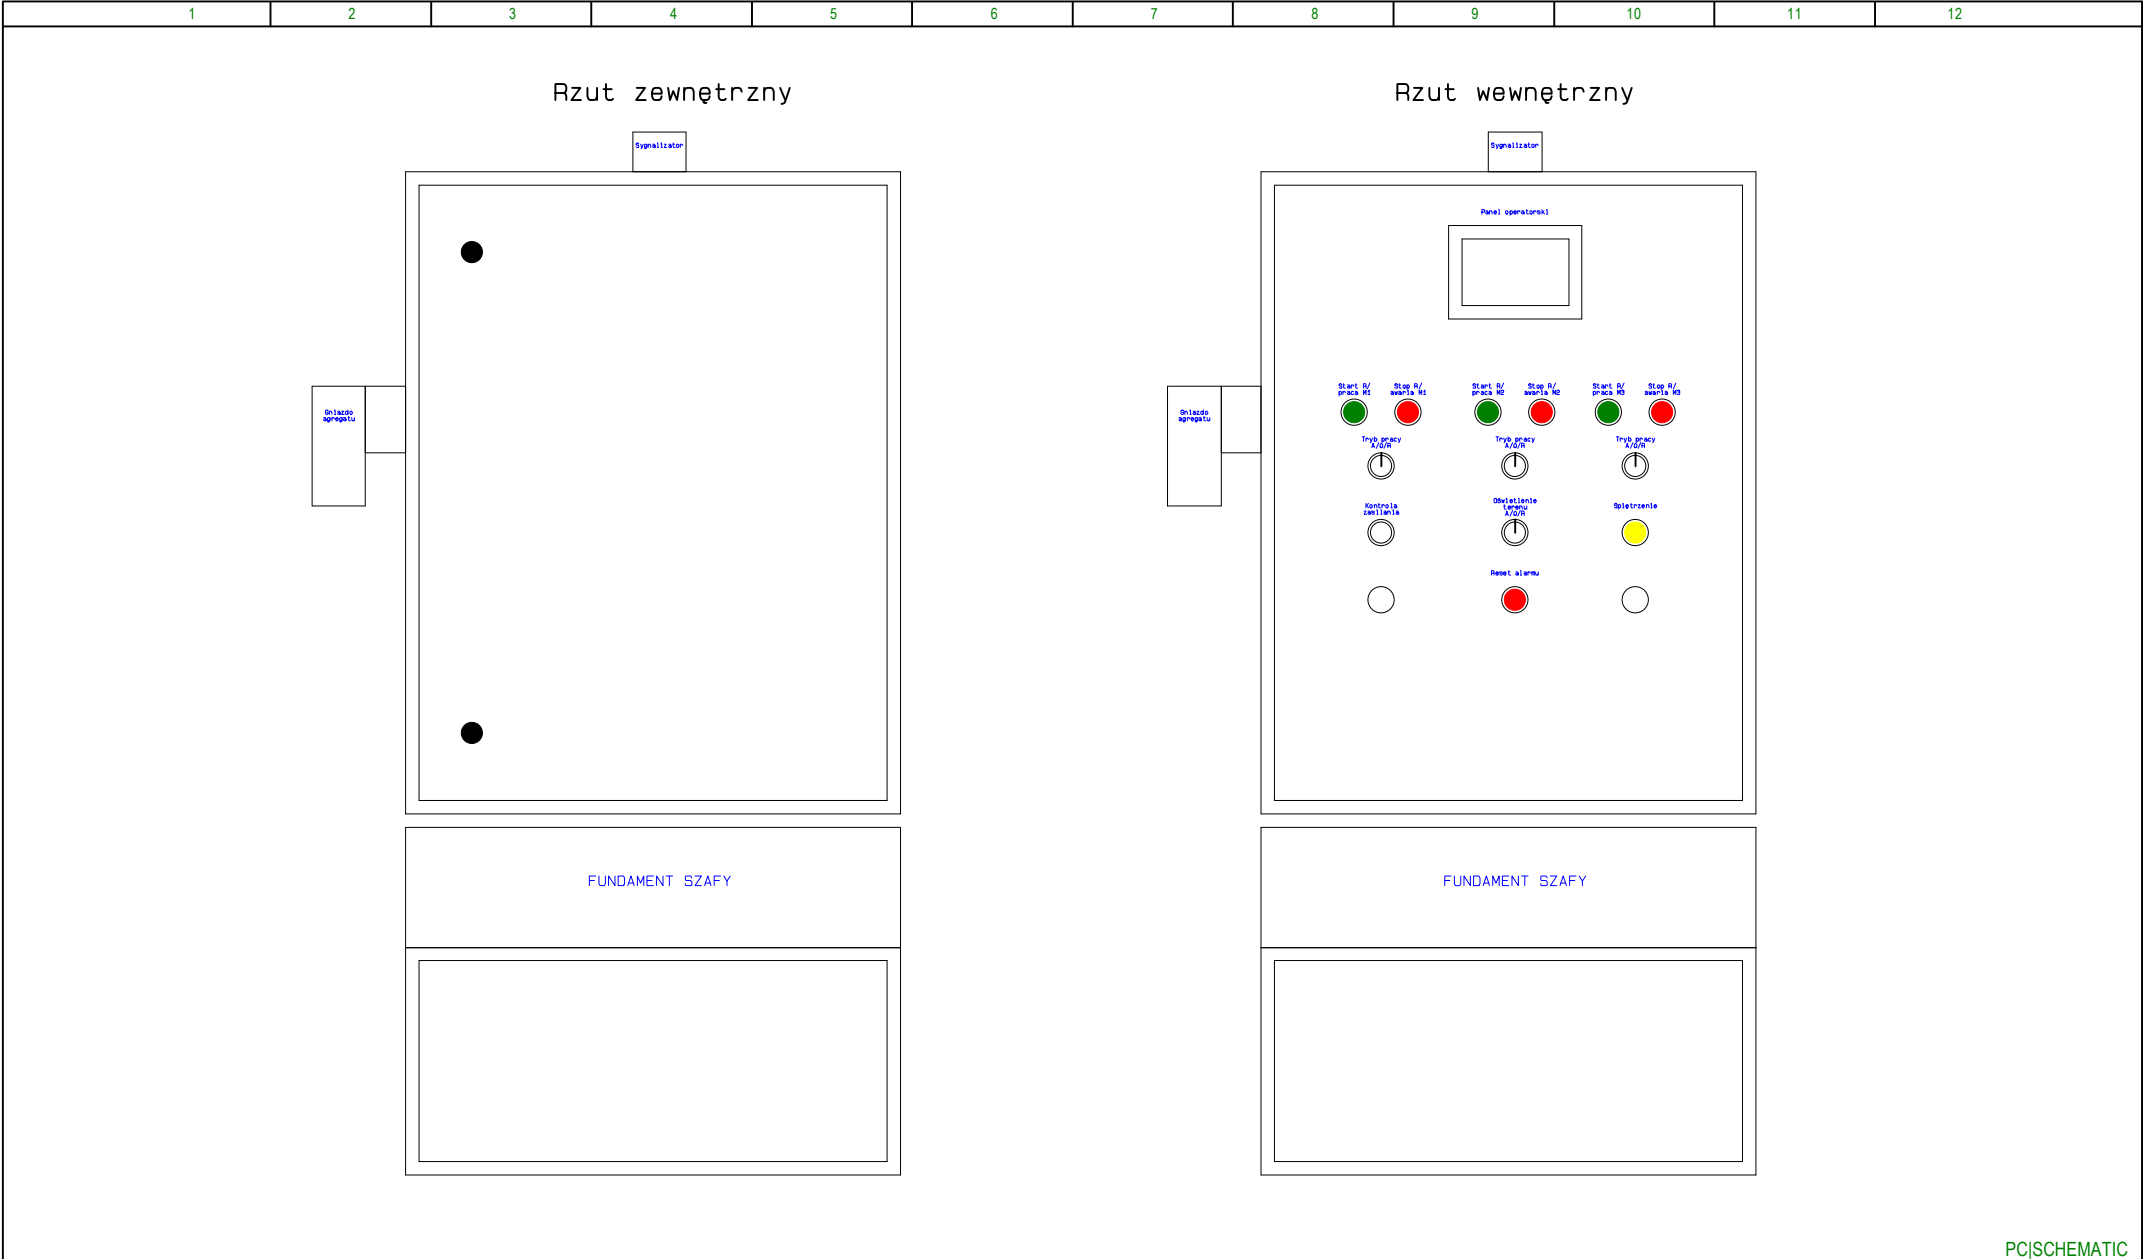 1 2 3 4 5 6 7 8 9 10 11 12
Rzut zewnętrzny
Rzut wewnętrzny
Sygnalizator
Sygnalizator
Panel operatorski
Gniazdo
agregatu
Gniazdo
agregatu
Start R/
praca M1
Stop R/
awaria M1
Start R/
praca M2
Stop R/
awaria M2
Start R/
praca M3
Stop R/
awaria M3
Tryb pracy
A/0/R
Tryb pracy
A/0/R
Tryb pracy
A/0/R
Kontrola
zasilania
Oświetlenie
terenu
A/0/R
Spiętrzenie
Reset alarmu
FUNDAMENT SZAFY
FUNDAMENT SZAFY
PC|SCHEMATIC